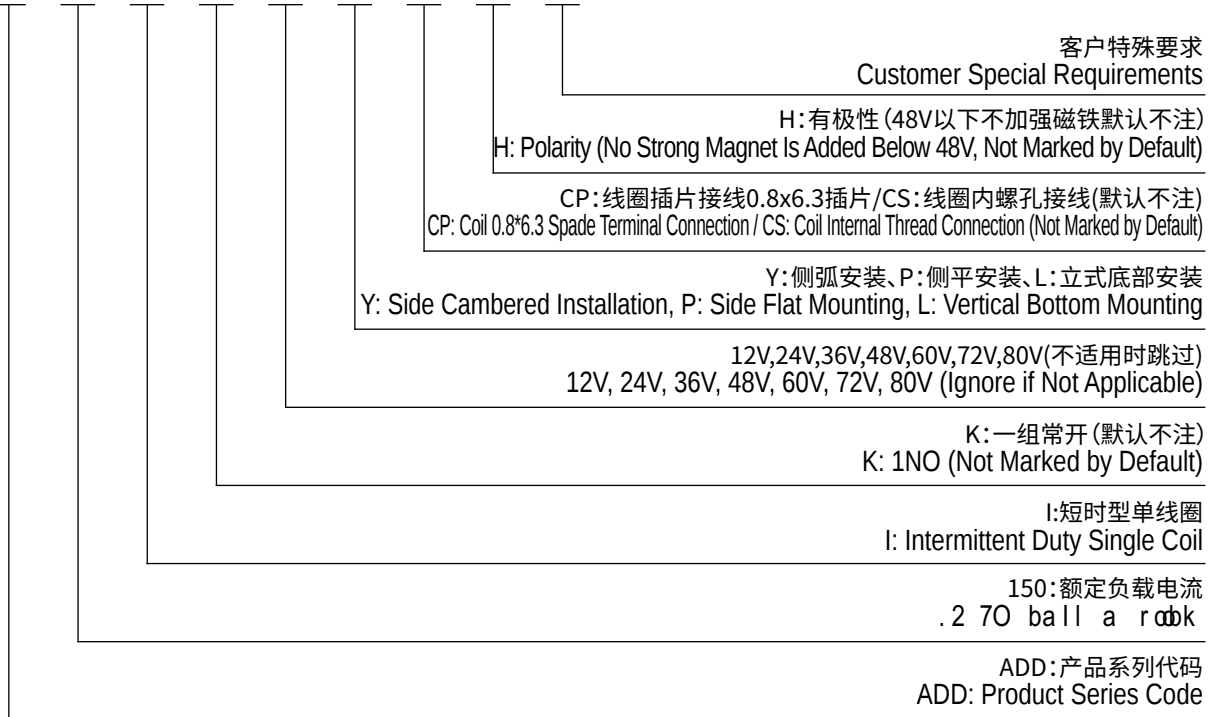 客户特殊要求
Customer Special Requirements
H：有极性（48V以下不加强磁铁默认不注）
H: Polarity (No Strong Magnet Is Added Below 48V, Not Marked by Default)
CP：线圈插片接线0.8x6.3插片/CS：线圈内螺孔接线(默认不注)
CP: Coil 0.8*6.3 Spade Terminal Connection / CS: Coil Internal Thread Connection (Not Marked by Default)
Y：侧弧安装、P：侧平安装、L：立式底部安装
Y: Side Cambered Installation, P: Side Flat Mounting, L: Vertical Bottom Mounting
12V,24V,36V,48V,60V,72V,80V(不适用时跳过)
12V, 24V, 36V, 48V, 60V, 72V, 80V (Ignore if Not Applicable)
K：一组常开（默认不注）
K: 1NO (Not Marked by Default)
I:短时型单线圈
I: Intermittent Duty Single Coil
150：额定负载电流
.2 7O ball a
ADD：产品系列代码
ADD: Product Series Code